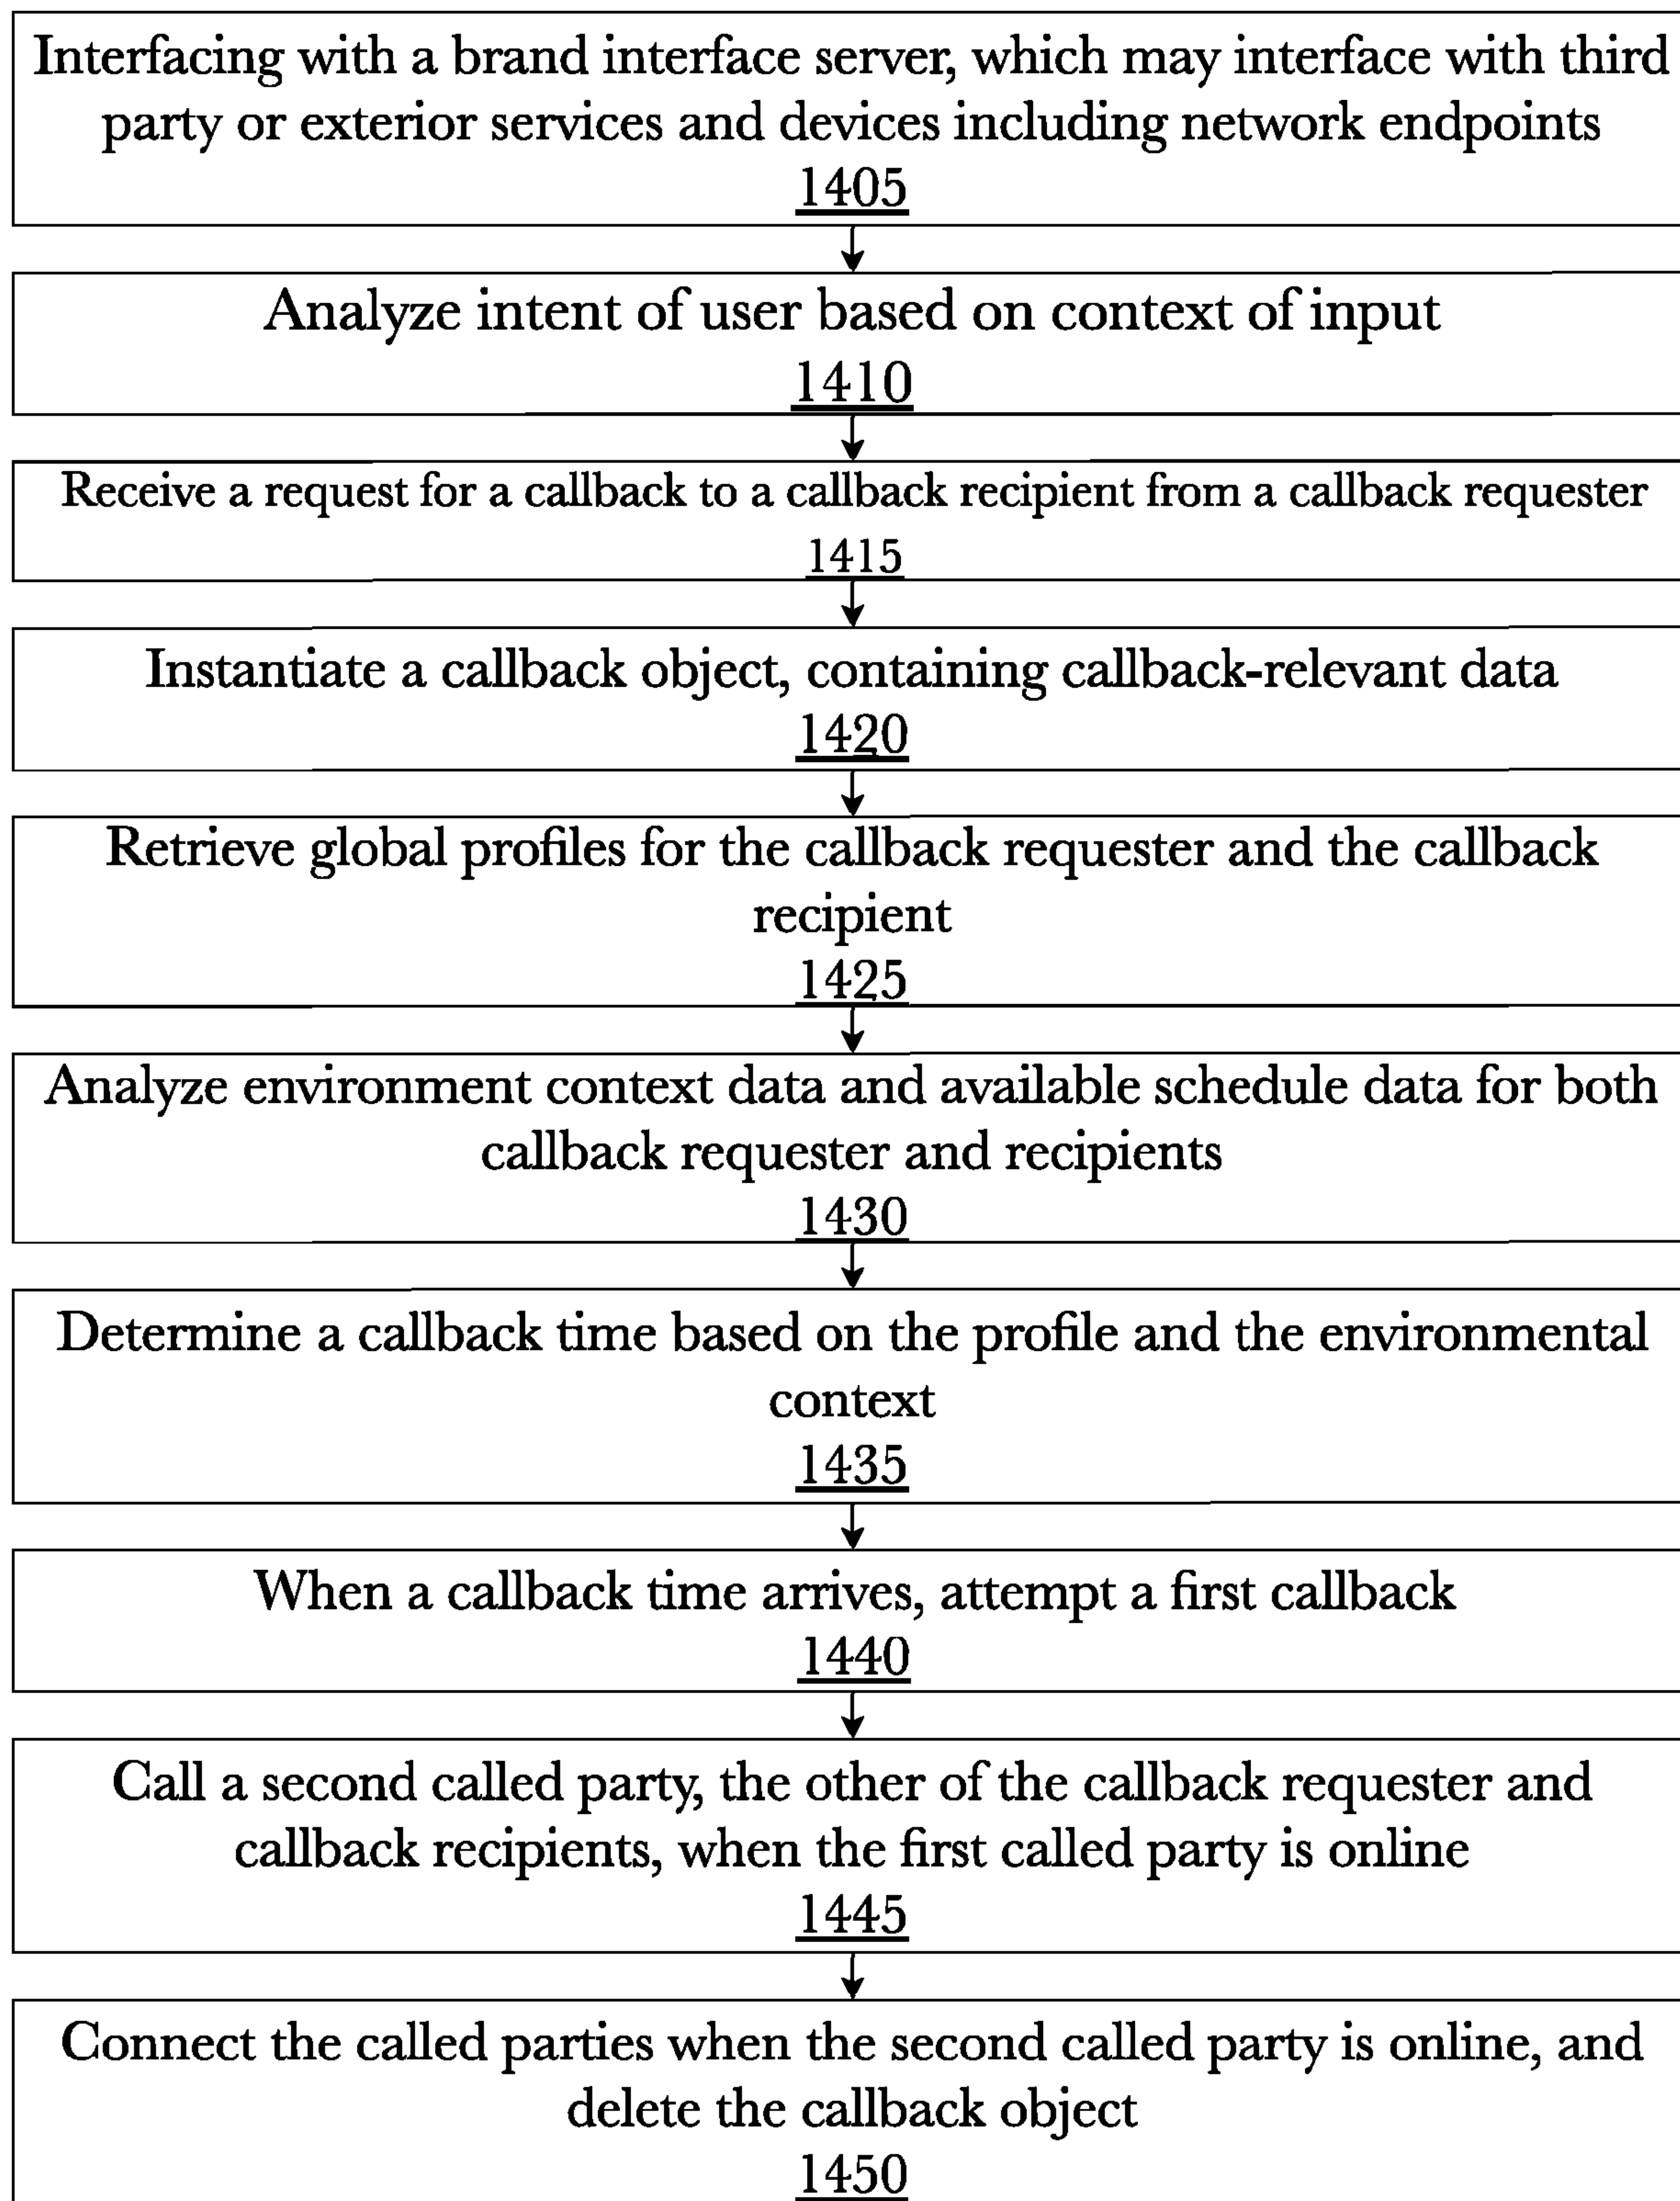 Interfacing with a brand interface server, which may interface with third
party or exterior services and devices including network endpoints
1405
Analyze intent of user based on context of input
1410
Receive a request for a callback to a callback recipient from a callback requester
1415
Instantiate a callback object, containing callback-relevant data
1420
Retrieve global profiles for the callback requester and the callback
recipient
1425
Analyze environment context data and available schedule data for both
callback requester and recipients
1430
Determine a callback time based on the profile and the environmental
context
1435
When a callback time arrives, attempt a first callback
1440
Call a second called party, the other of the callback requester and
callback recipients, when the first called party is online
1445
Connect the called parties when the second called party is online, and
delete the callback object
1450